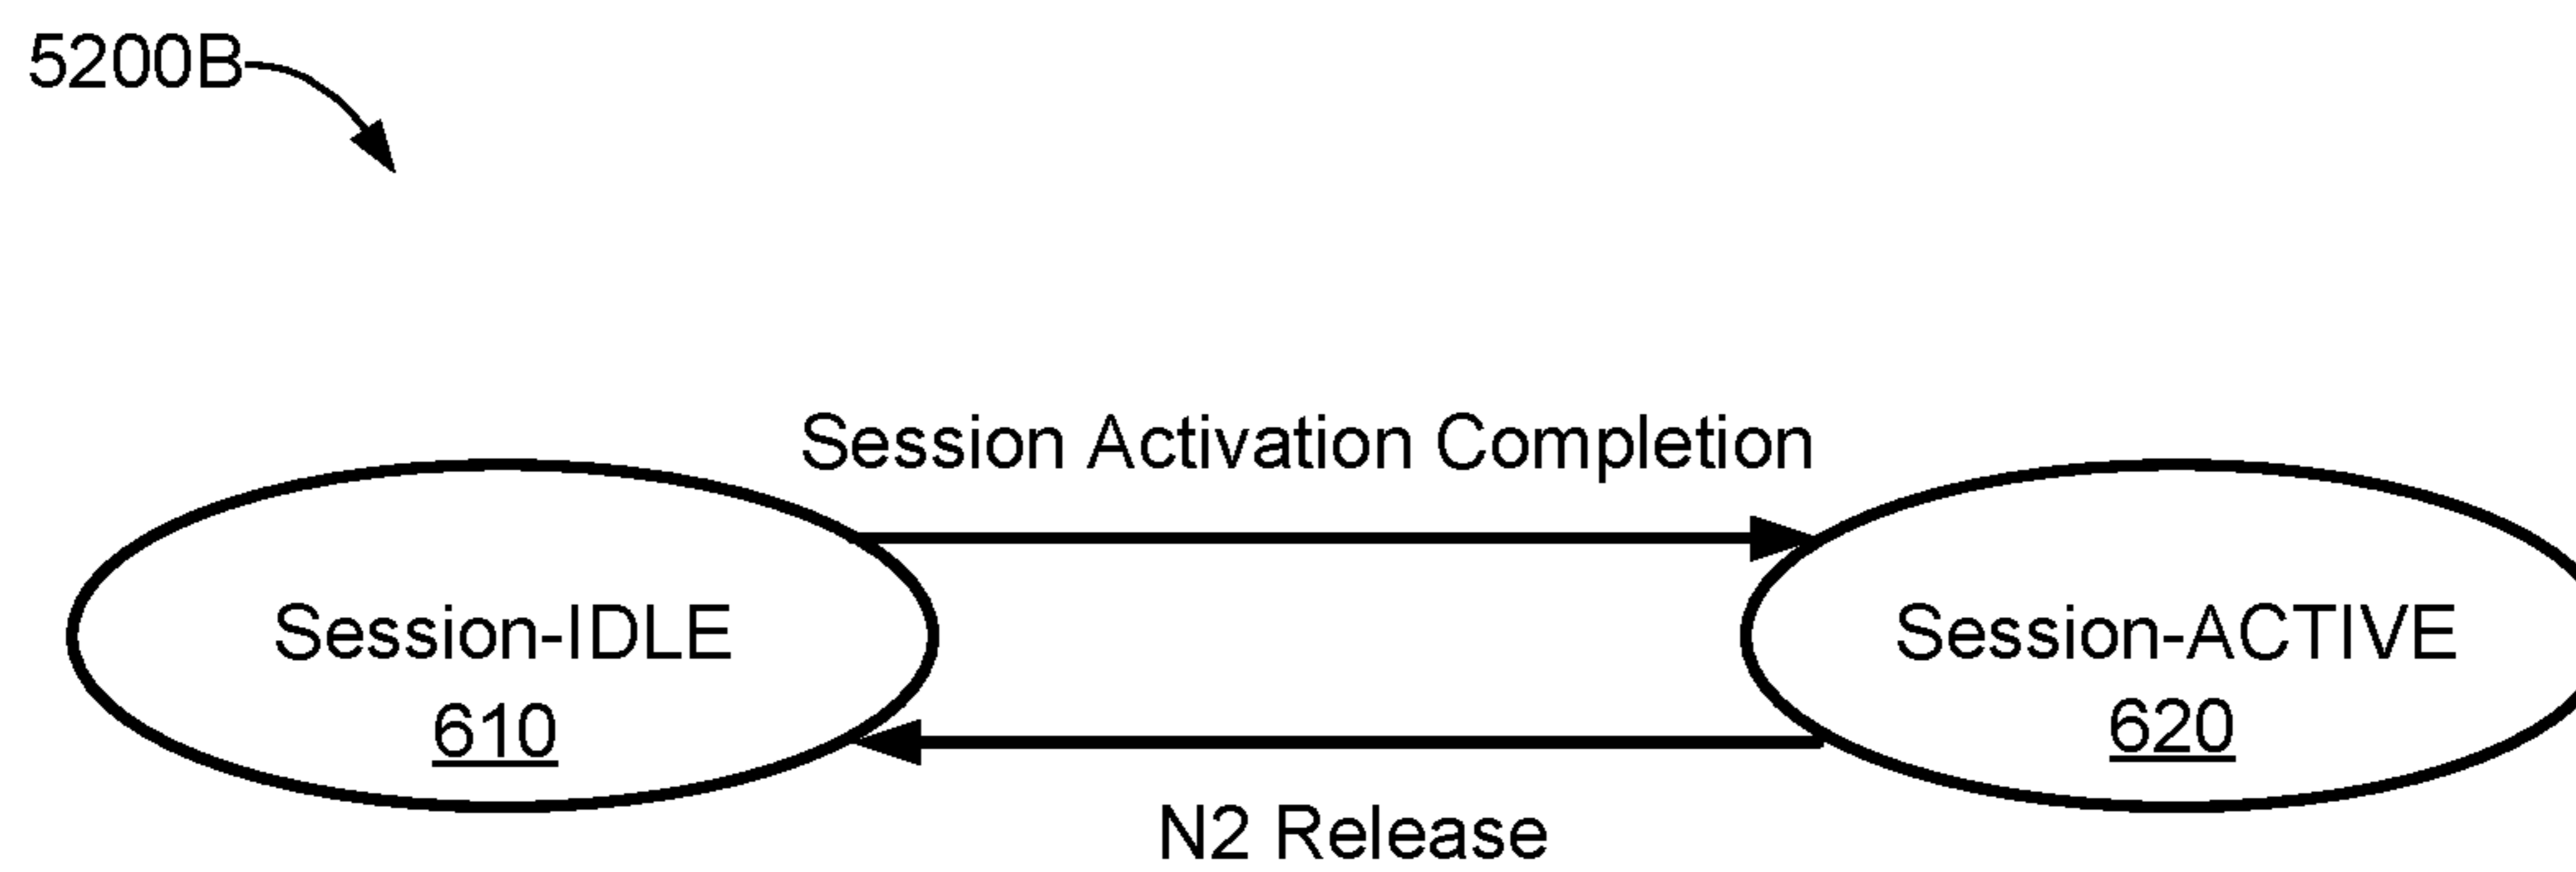 5200B
Session Activation Completion
Session-IDLE
610
Session-ACTIVE
620
N2 Release